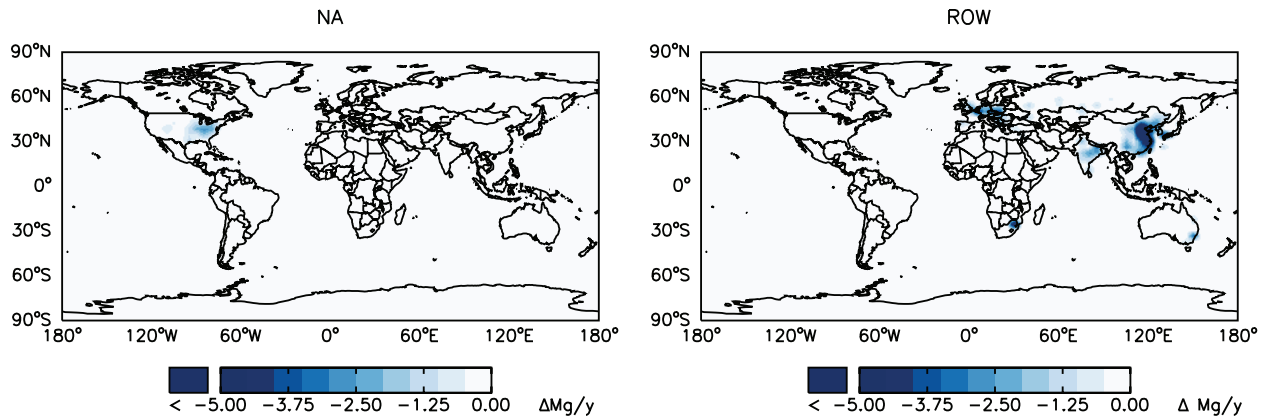 NA
90°N
60°N
30°N
0°
30°S
60°S
90°S
180° 120°W 60°W 0° 60°E 120°E 180°
< -5.00 -3.75 -2.50 -1.25 0.00 ΔMg/y
ROW
90°N
60°N
30°N
0°
30°S
60°S
90°S
180° 120°W 60°W 0° 60°E 120°E 180°
< -5.00 -3.75 -2.50 -1.25 0.00 Δ Mg/y